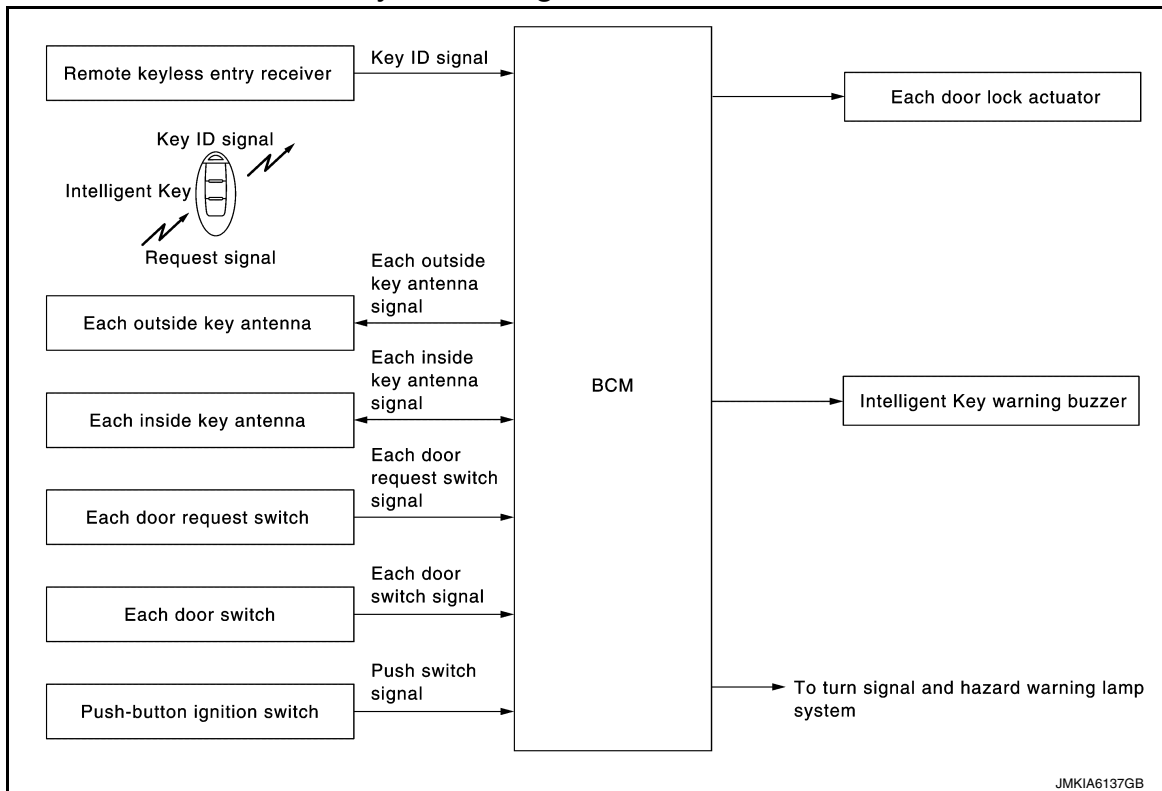 Key ID signal
Remote keyless entry receiver
Each door lock actuator
Key ID signal
Intelligent Key
Request signal
Each outside
key antenna
signal
Each outside key antenna
Each inside
key antenna
signal
BCM
Intelligent Key warning buzzer
Each inside key antenna
Each door
request switch
signal
Each door request switch
Each door
switch signal
Each door switch
Push switch
signal
Push-button ignition switch
To turn signal and hazard warning lamp
system
JMKIA6137GB